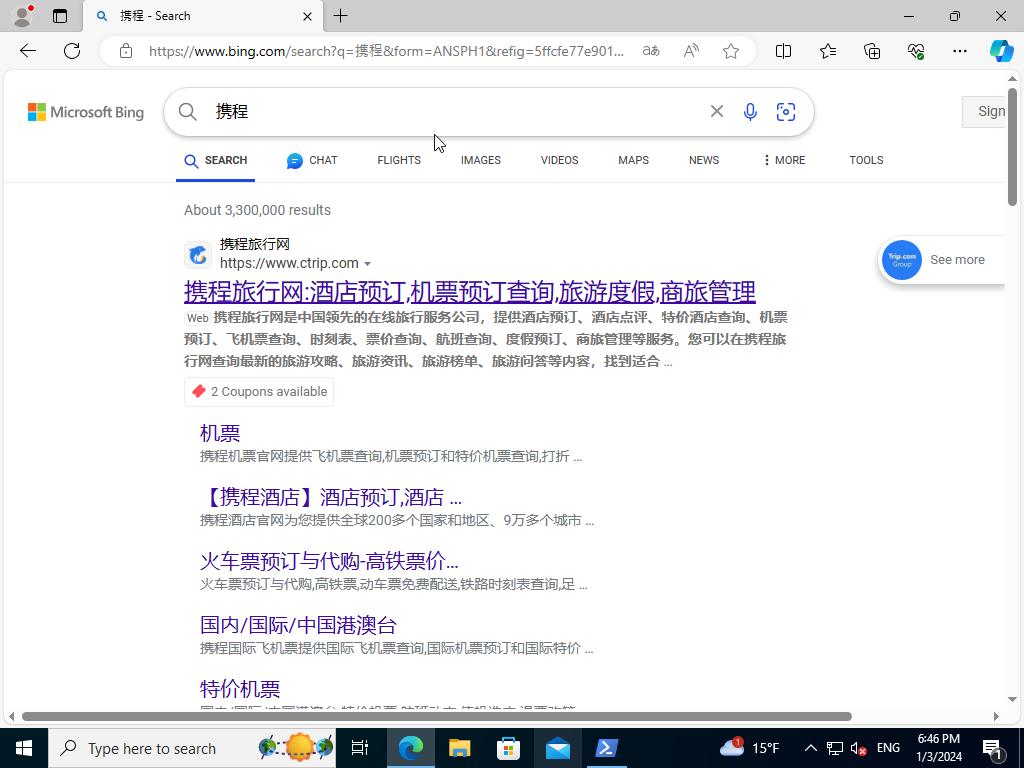 携程 - Search
https://www.bing.com/search?q=携程&form=ANSPH1&refig=5ffcfe77e901...
Microsoft Bing
携程
Sign
SEARCH
CHAT
FLIGHTS
IMAGES
VIDEOS
MAPS
NEWS
MORE
TOOLS
About 3,300,000 results
携程旅行网
https://www.ctrip.com
Trip.com
Group
See more
携程旅行网:酒店预订,机票预订查询,旅游度假,商旅管理
Web 携程旅行网是中国领先的在线旅行服务公司，提供酒店预订、酒店点评、特价酒店查询、机票
预订、飞机票查询、时刻表、票价查询、航班查询、度假预订、商旅管理等服务。您可以在携程旅
行网查询最新的旅游攻略、旅游资讯、旅游榜单、旅游问答等内容，找到适合 ...
2 Coupons available
机票
携程机票官网提供飞机票查询,机票预订和特价机票查询,打折 ...
【携程酒店】酒店预订,酒店 ...
携程酒店官网为您提供全球200多个国家和地区、9万多个城市 ...
火车票预订与代购-高铁票价...
火车票预订与代购,高铁票,动车票免费配送,铁路时刻表查询,足 ...
国内/国际/中国港澳台
携程国际飞机票提供国际飞机票查询,国际机票预订和国际特价 ...
特价机票
Type here to search
1
15°F
ENG
6:46 PM
1/3/2024
1